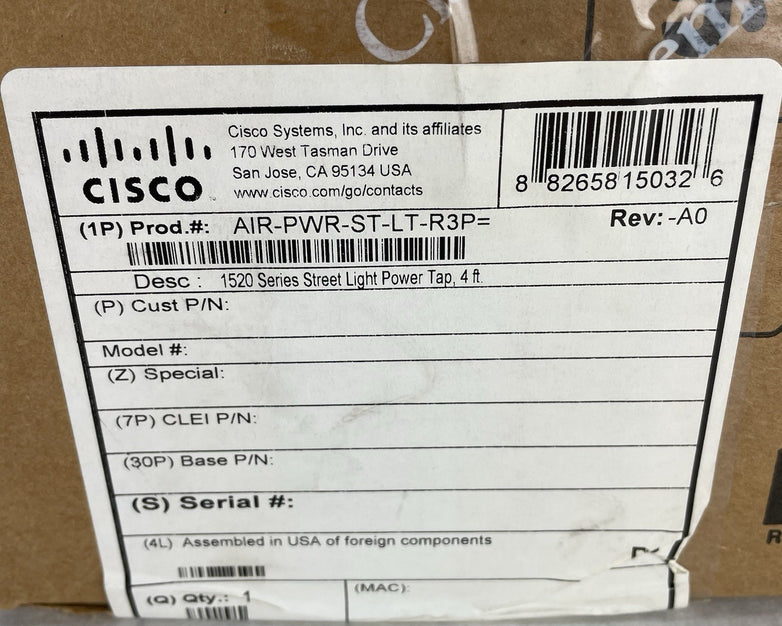 CISCO
Cisco Systems, Inc. and its affiliates
170 West Tasman Drive
San Jose, CA 95134 USA
www.cisco.com/go/contacts
8 82658 15032 6
(1P) Prod.#: AIR-PWR-ST-LT-R3P=
Rev: -A0
Desc : 1520 Series Street Light Power Tap, 4 ft.
(P) Cust P/N:
Model #:
(Z) Special:
(7P) CLEI P/N:
(30P) Base P/N:
(S) Serial #:
(4L) Assembled in USA of foreign components
(Q) Qty.: 1
(MAC):